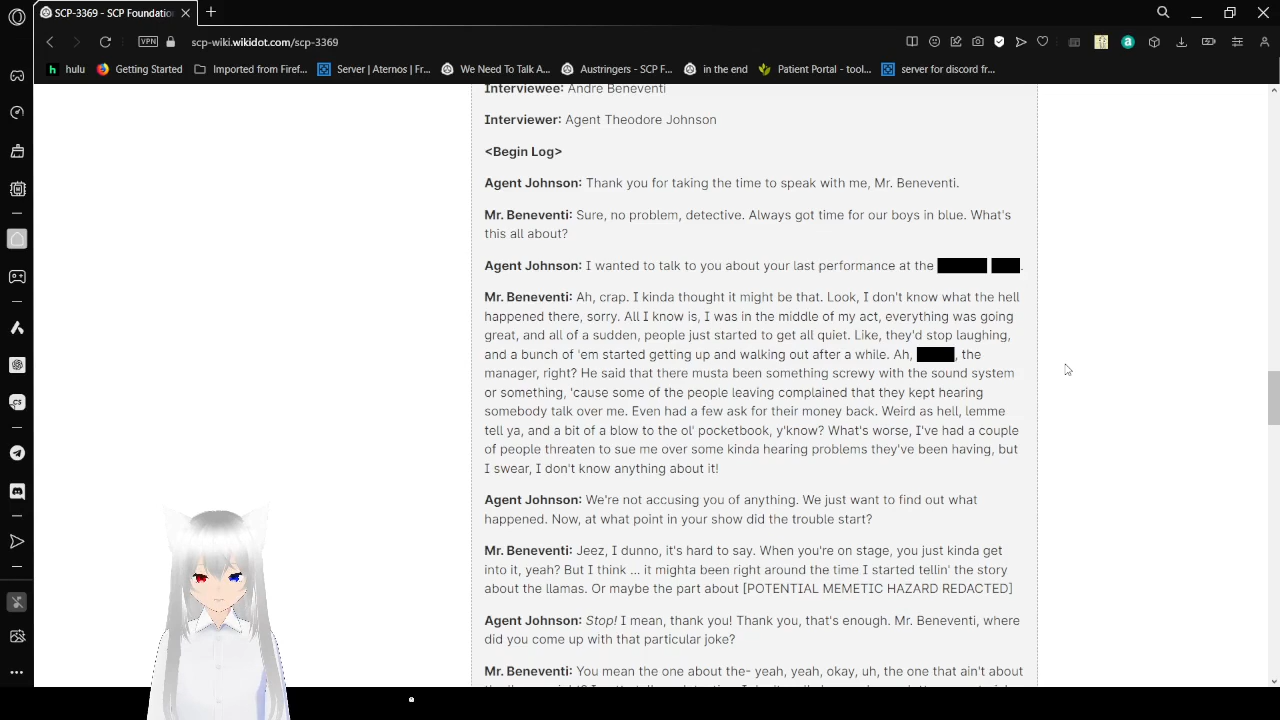 SCP-3369 - SCP Foundatio
scp-wiki.wikidot.com/scp-3369
VPN
hulu
Getting Started
Imported from Firef...
Server | Aternos | Fr...
We Need To Talk A...
Austringers - SCP F...
in the end
Patient Portal - tool...
server for discord fr...
Interviewee: Andre Beneventi
Interviewer: Agent Theodore Johnson
<Begin Log>
Agent Johnson: Thank you for taking the time to speak with me, Mr. Beneventi.
Mr. Beneventi: Sure, no problem, detective. Always got time for our boys in blue. What's
this all about?
Agent Johnson: I wanted to talk to you about your last performance at the
Mr. Beneventi: Ah, crap. I kinda thought it might be that. Look, I don't know what the hell
happened there, sorry. All I know is, I was in the middle of my act, everything was going
great, and all of a sudden, people just started to get all quiet. Like, they'd stop laughing,
and a bunch of 'em started getting up and walking out after a while. Ah, , the
manager, right? He said that there musta been something screwy with the sound system
or something, 'cause some of the people leaving complained that they kept hearing
somebody talk over me. Even had a few ask for their money back. Weird as hell, lemme
tell ya, and a bit of a blow to the ol' pocketbook, y'know? What's worse, I've had a couple
of people threaten to sue me over some kinda hearing problems they've been having, but
I swear, I don't know anything about it!
Agent Johnson: We're not accusing you of anything. We just want to find out what
happened. Now, at what point in your show did the trouble start?
Mr. Beneventi: Jeez, I dunno, it's hard to say. When you're on stage, you just kinda get
into it, yeah? But I think ... it mighta been right around the time I started tellin' the story
about the llamas. Or maybe the part about [POTENTIAL MEMETIC HAZARD REDACTED]
Agent Johnson: Stop! I mean, thank you! Thank you, that's enough. Mr. Beneventi, where
did you come up with that particular joke?
Mr. Beneventi: You mean the one about the- yeah, yeah, okay, uh, the one that ain't about